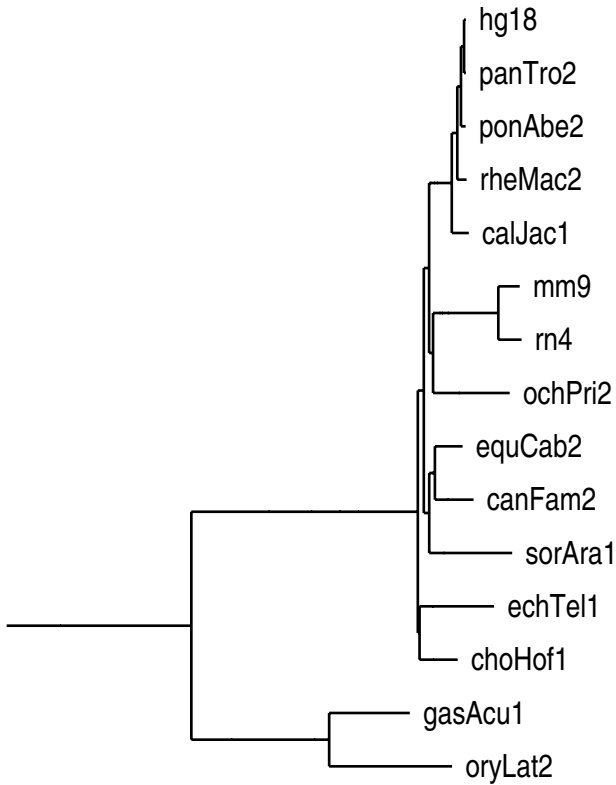 hg18
panTro2
ponAbe2
rheMac2
calJac1
mm9
rn4
ochPri2
equCab2
canFam2
sorAra1
echTel1
choHof1
gasAcu1
oryLat2